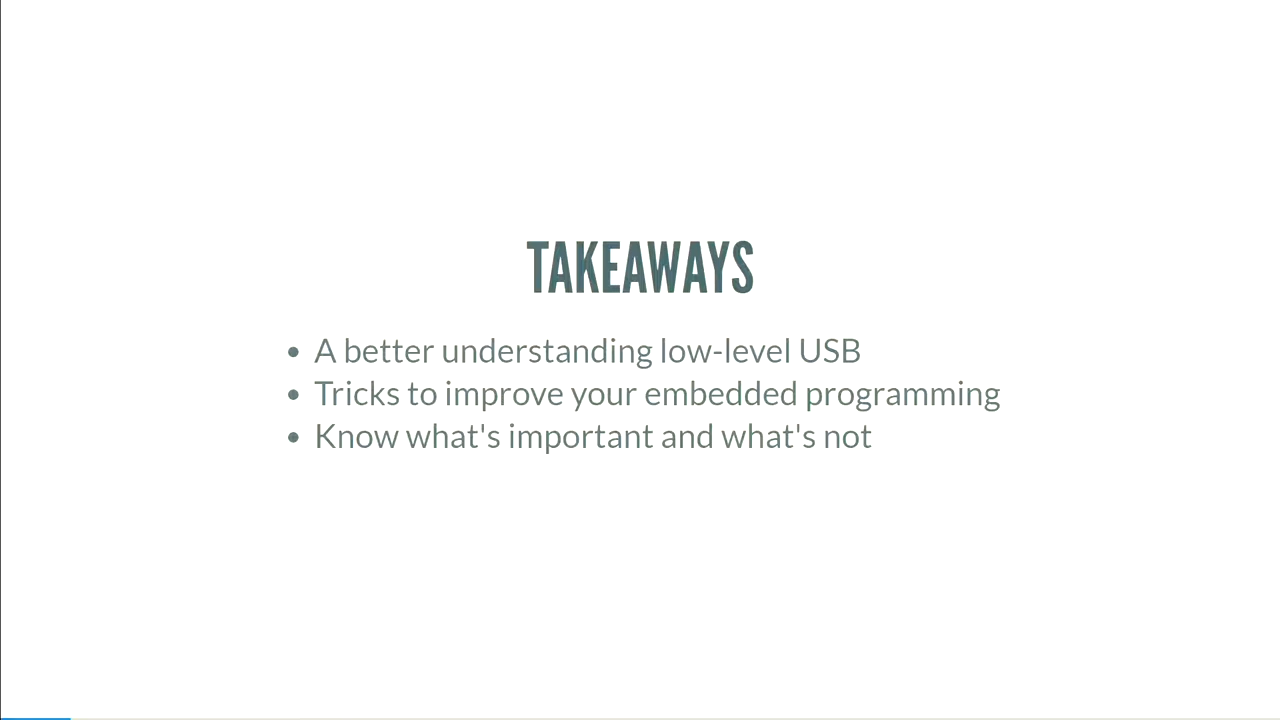 TAKEAWAYS
• A better understanding low-level USB
• Tricks to improve your embedded programming
• Know what's important and what's not